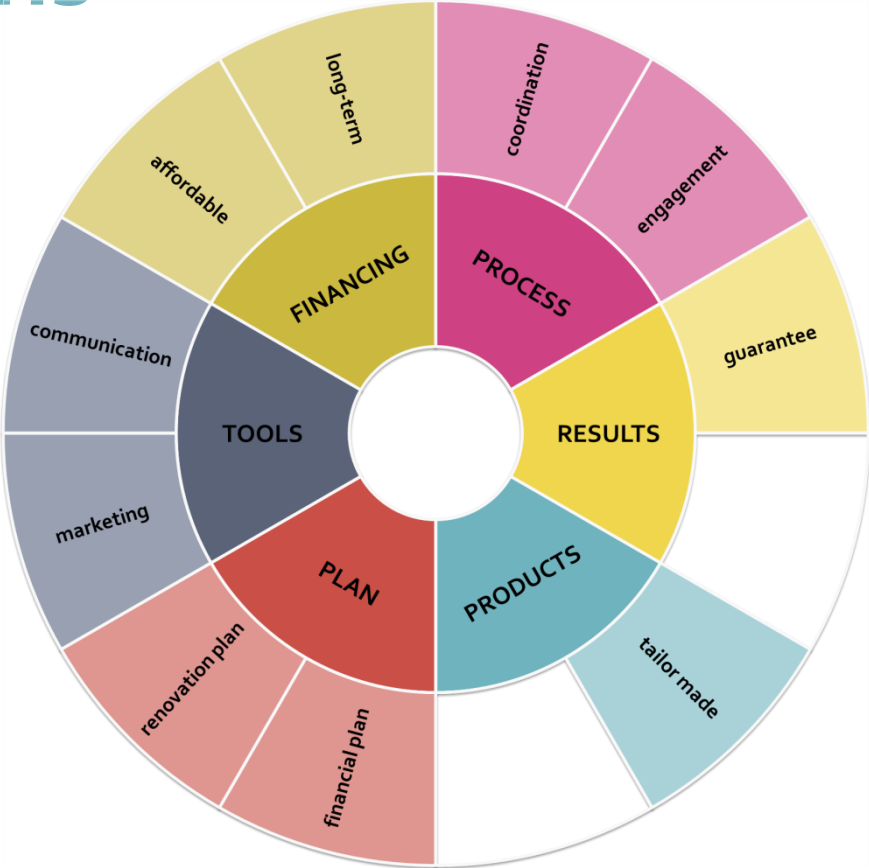 long-term
coordination
affordable
engagement
FINANCING
PROCESS
communication
guarantee
TOOLS
RESULTS
marketing
PLAN
PRODUCTS
renovation plan
tailor made
financial plan